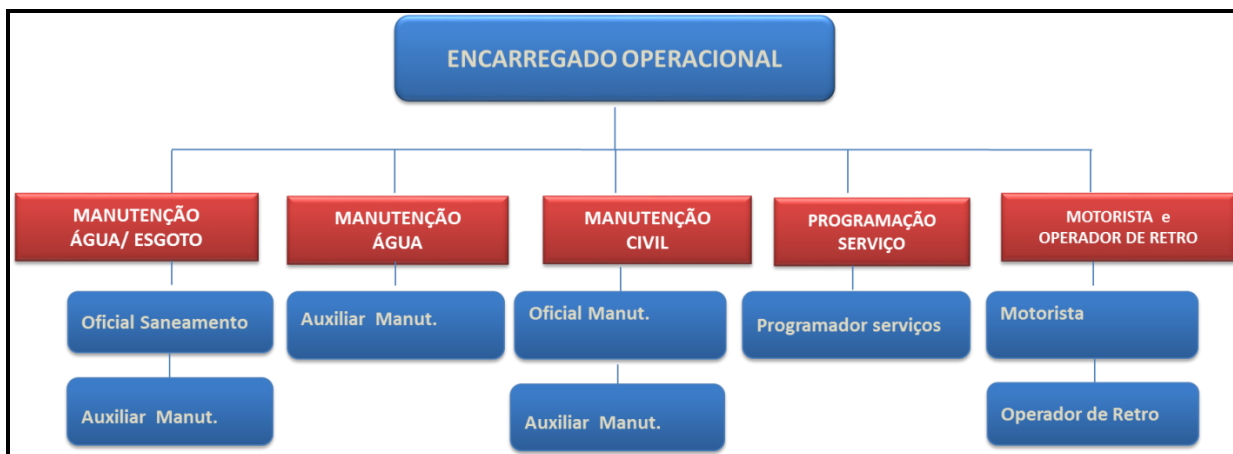 ENCARREGADO OPERACIONAL
MANUTENÇÃO
ÁGUA/ ESGOTO
MANUTENÇÃO
ÁGUA
MANUTENÇÃO
CIVIL
PROGRAMAÇÃO
SERVIÇO
MOTORISTA e
OPERADOR DE RETRO
Oficial Saneamento
Auxiliar Manut.
Oficial Manut.
Programador serviços
Motorista
Auxiliar Manut.
Auxiliar Manut.
Operador de Retro